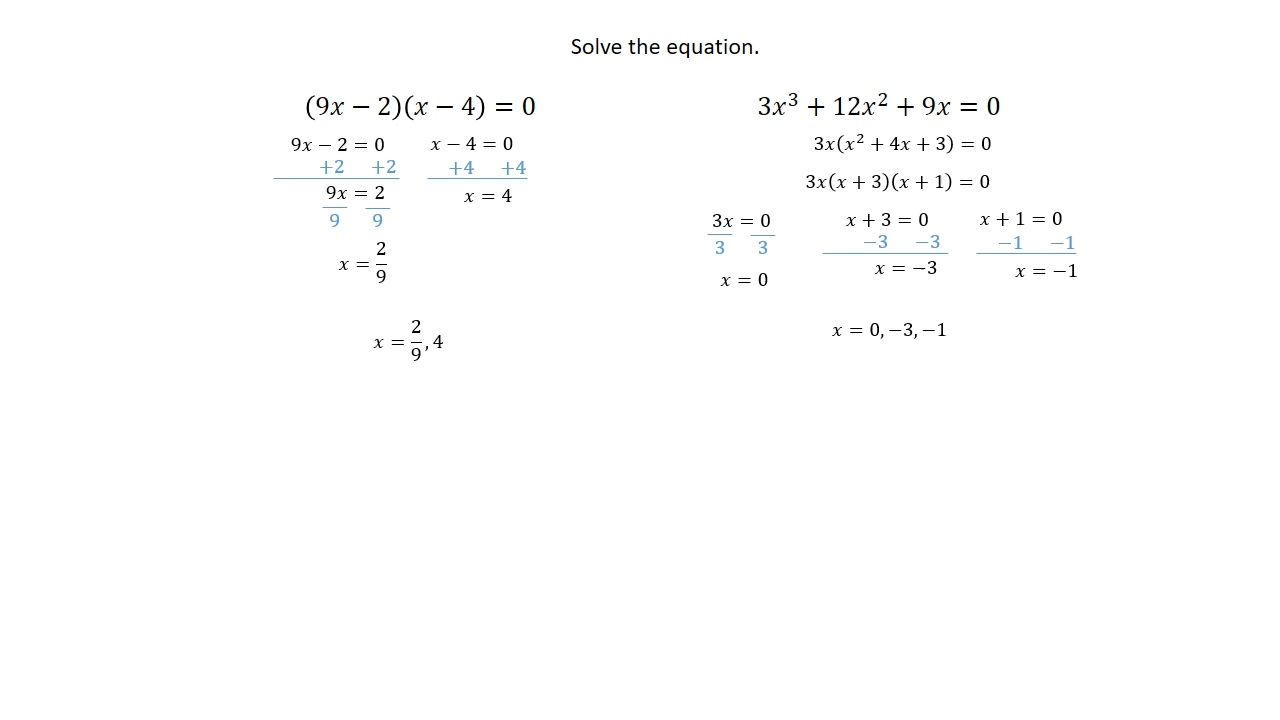 Solve the equation.
(9x − 2)(x − 4) = 0
9x − 2 = 0
+2 +2
9x = 2
9 9
x = 2/9
x − 4 = 0
+4 +4
x = 4
x = 2/9, 4
3x³ + 12x² + 9x = 0
3x(x² + 4x + 3) = 0
3x(x + 3)(x + 1) = 0
3x = 0
3 3
x = 0
x + 3 = 0
−3 −3
x = −3
x + 1 = 0
−1 −1
x = −1
x = 0, −3, −1